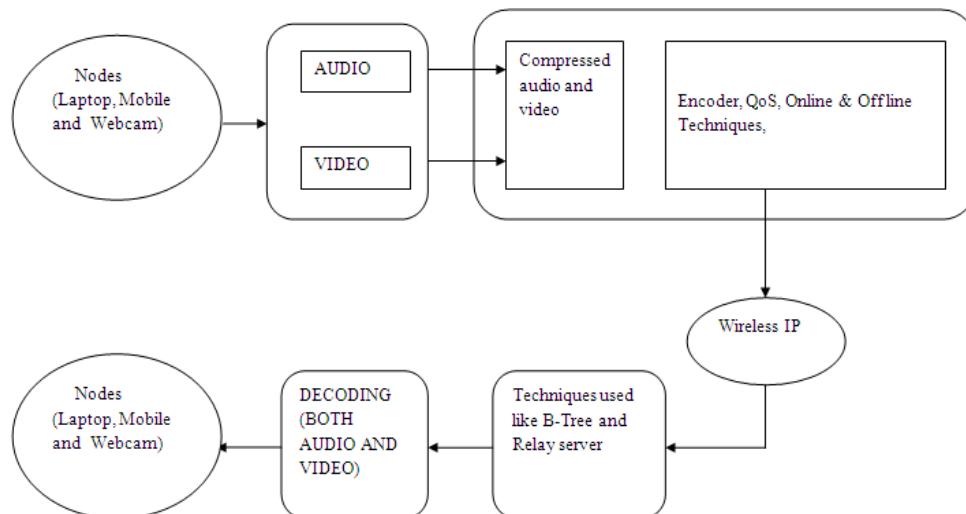 Nodes
(Laptop, Mobile
and Webcam)
AUDIO
VIDEO
Compressed
audio and
video
Encoder, QoS, Online & Offline
Techniques,
Wireless IP
Techniques used
like B-Tree and
Relay server
DECODING
(BOTH
AUDIO AND
VIDEO)
Nodes
(Laptop, Mobile
and Webcam)